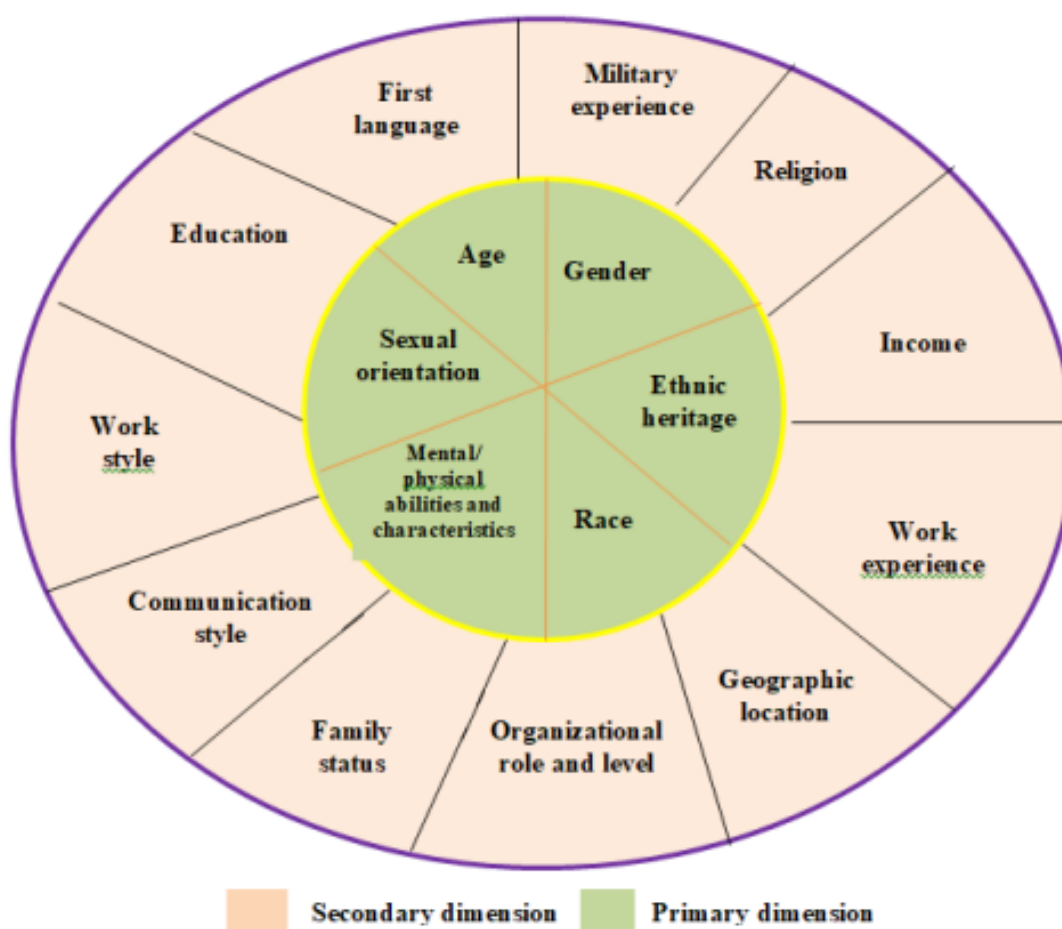 First
language
Military
experience
Religion
Income
Work
experience
Geographic
location
Organizational
role and level
Family
status
Communication
style
Work
style
Education
Age
Gender
Ethnic
heritage
Race
Mental/
physical
abilities and
characteristics
Sexual
orientation
Secondary dimension
Primary dimension